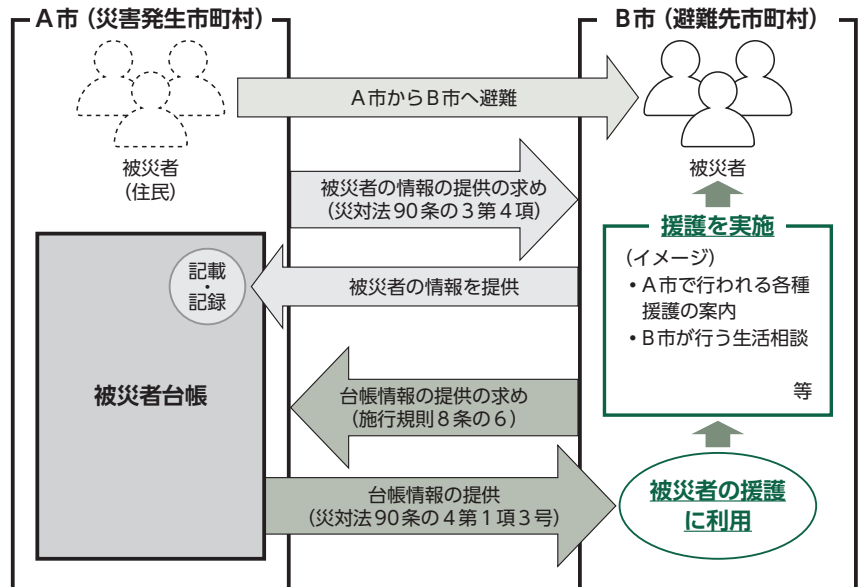 A市（災害発生市町村）
B市（避難先市町村）
A市からB市へ避難
被災者
（住民）
被災者
被災者の情報の提供の求め
（災対法90条の3第4項）
援護を実施
（イメージ）
・A市で行われる各種
援護の案内
・B市が行う生活相談
等
記載
・
記録
被災者の情報を提供
被災者台帳
台帳情報の提供の求め
（施行規則8条の6）
台帳情報の提供
（災対法90条の4第1項3号）
被災者の援護
に利用